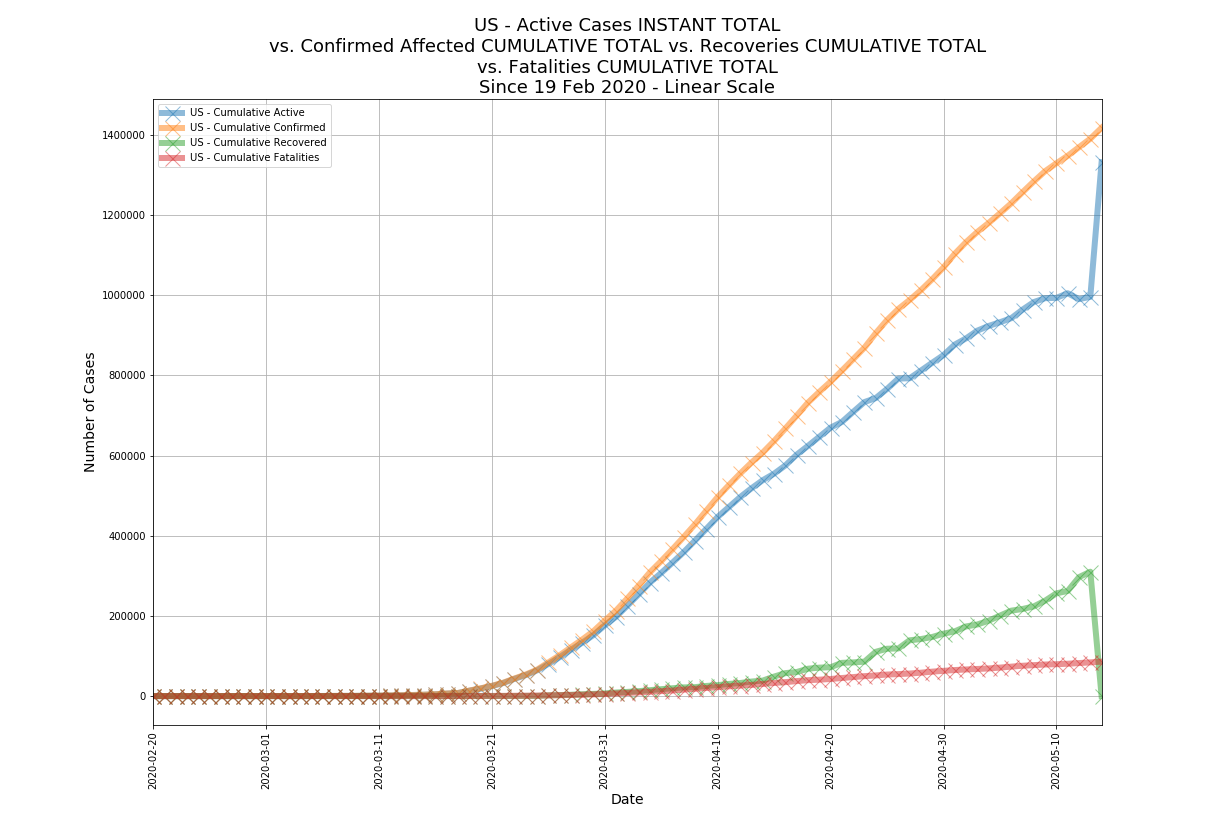 US - Active Cases INSTANT TOTAL
vs. Confirmed Affected CUMULATIVE TOTAL vs. Recoveries CUMULATIVE TOTAL
vs. Fatalities CUMULATIVE TOTAL
Since 19 Feb 2020 - Linear Scale
US - Cumulative Active
US - Cumulative Confirmed
US - Cumulative Recovered
US - Cumulative Fatalities
Number of Cases
1400000
1200000
1000000
800000
600000
400000
200000
0
2020-02-20
2020-03-01
2020-03-11
2020-03-21
2020-03-31
2020-04-10
2020-04-20
2020-04-30
2020-05-10
Date